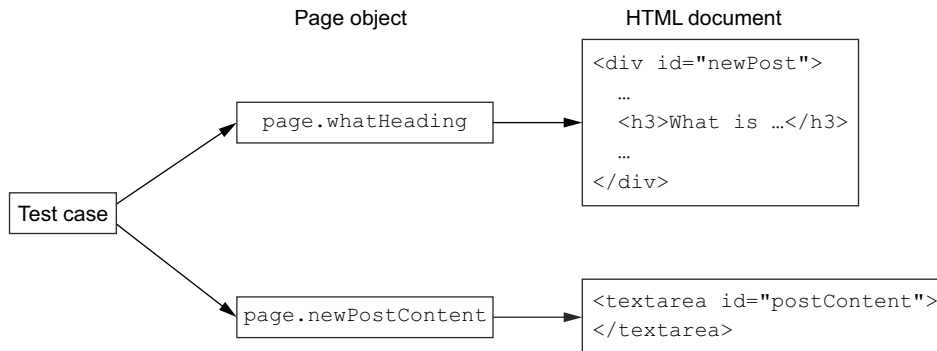 Page object
HTML document
<div id="newPost">
…
<h3>What is …</h3>
…
</div>
page.whatHeading
Test case
page.newPostContent
<textarea id="postContent">
</textarea>